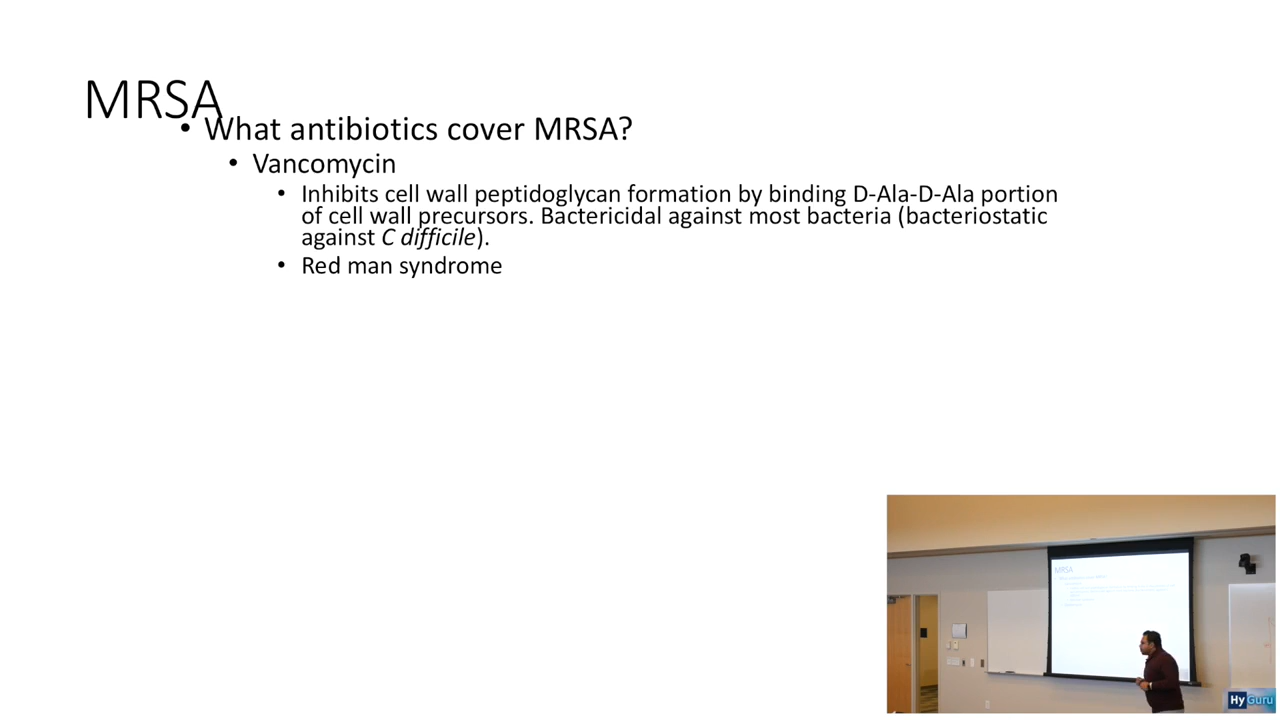 MRSA
• What antibiotics cover MRSA?
• Vancomycin
• Inhibits cell wall peptidoglycan formation by binding D-Ala-D-Ala portion
of cell wall precursors. Bactericidal against most bacteria (bacteriostatic
against C difficile).
• Red man syndrome
MRSA
HyGuru